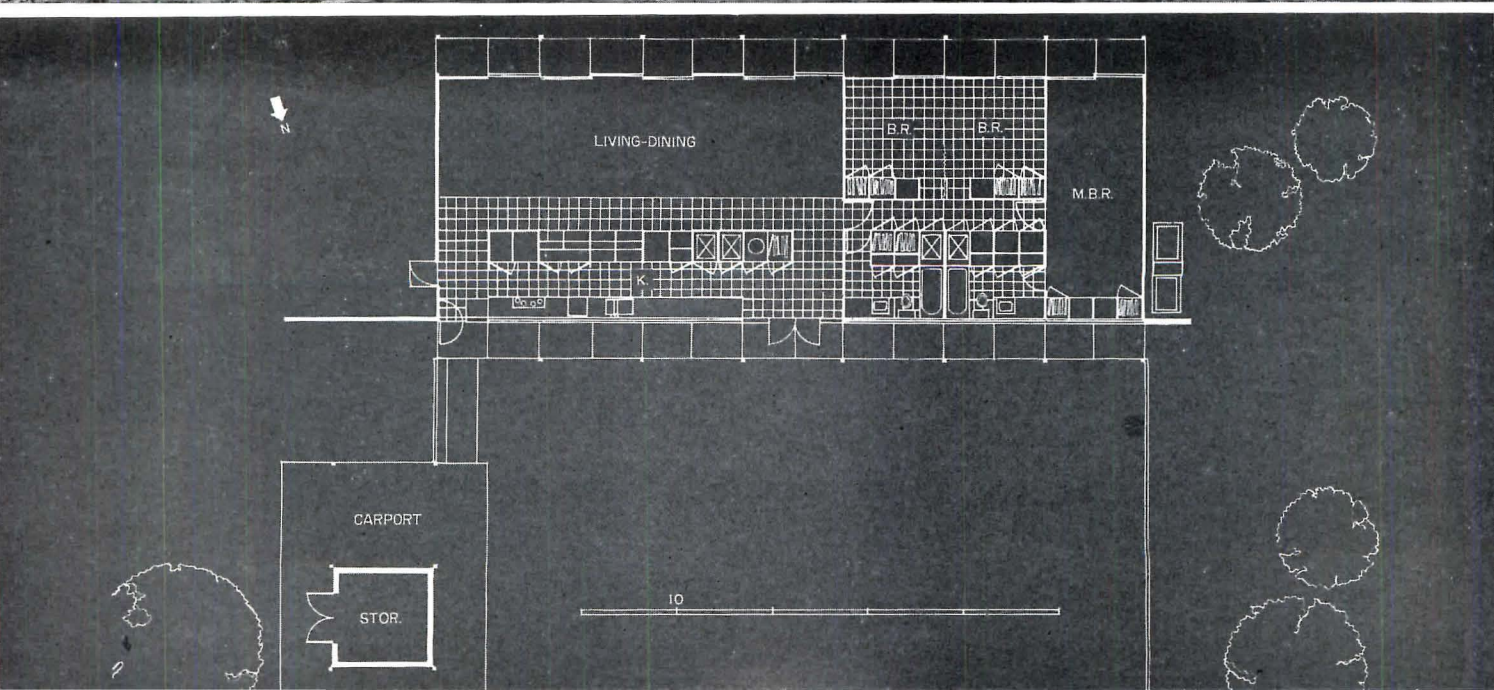 N
LIVING-DINING
B.R.
B.R.
M.B.R.
K.
CARPORT
10
STOR.